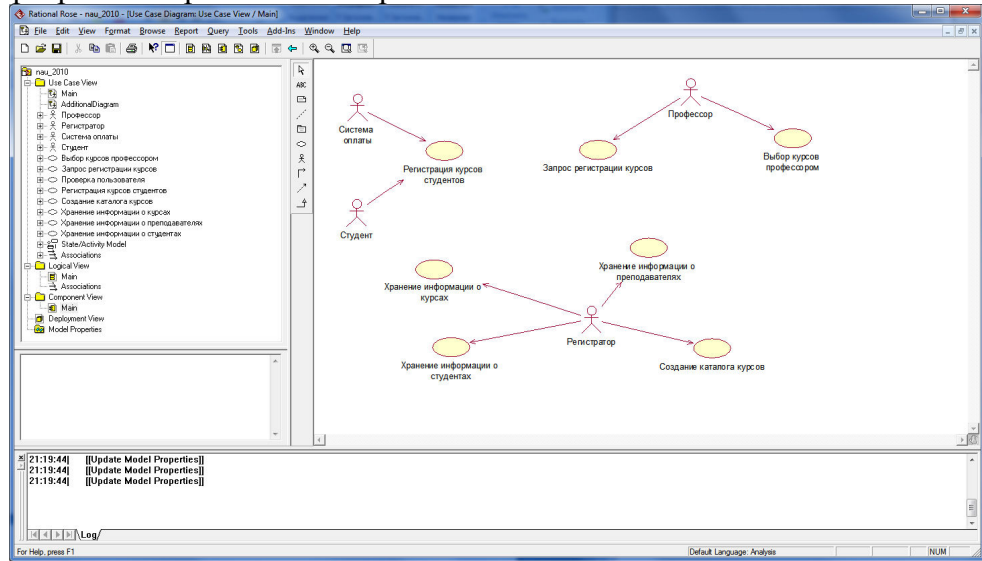 Rational Rose - nau_2010 - [Use Case Diagram: Use Case View / Main]
File Edit View Format Browse Report Query Tools Add-Ins Window Help
nau_2010
Use Case View
Main
AdditionalDiagram
Профессор
Регистратор
Система оплаты
Студент
Выбор курсов профессором
Запрос регистрации курсов
Проверка пользователя
Регистрация курсов студентов
Создание каталога курсов
Хранение информации о курсах
Хранение информации о преподавателях
Хранение информации о студентах
State/Activity Model
Associations
Logical View
Main
Associations
Component View
Main
Deployment View
Model Properties
ABC
Система
оплаты
Регистрация курсов
студентов
Студент
Профессор
Запрос регистрации курсов
Выбор курсов
профессором
Хранение информации о
преподавателях
Хранение информации о
курсах
Регистратор
Хранение информации о
студентах
Создание каталога курсов
21:19:44| [[Update Model Properties]]
21:19:44| [[Update Model Properties]]
21:19:44| [[Update Model Properties]]
Log
For Help, press F1
Default Language: Analysis
NUM